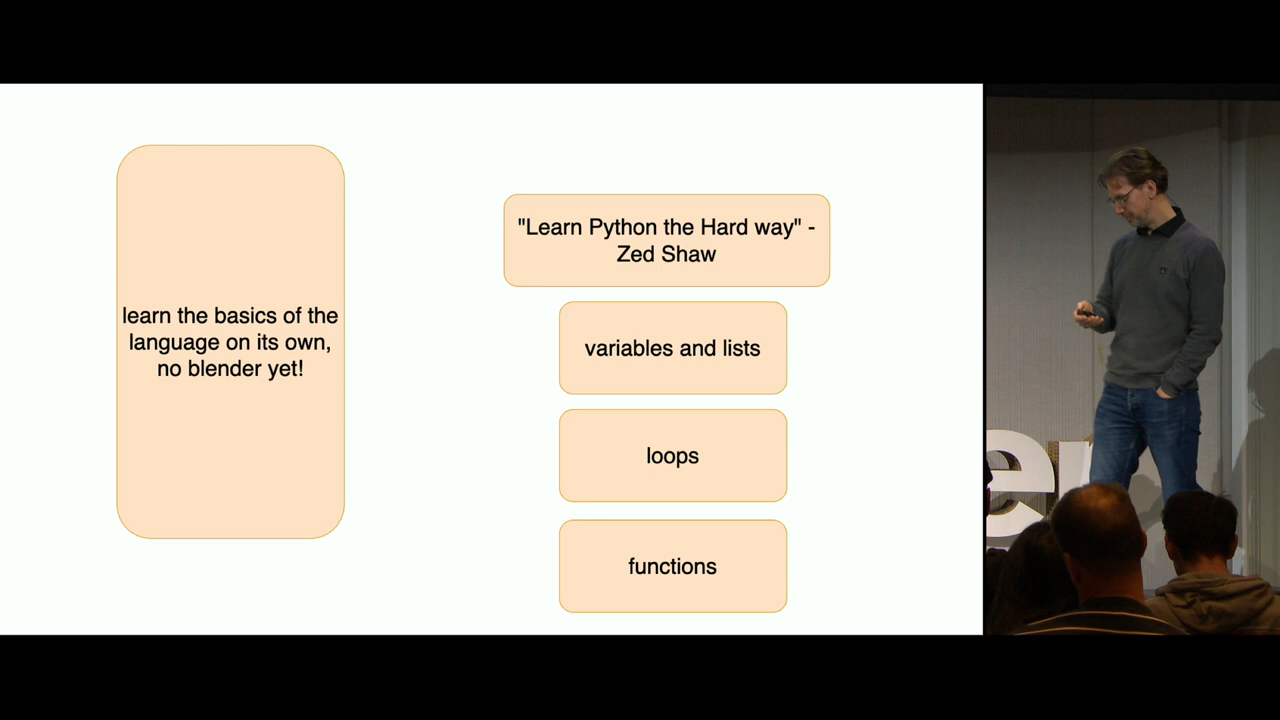 learn the basics of the
language on its own,
no blender yet!
"Learn Python the Hard way" -
Zed Shaw
variables and lists
loops
functions
er